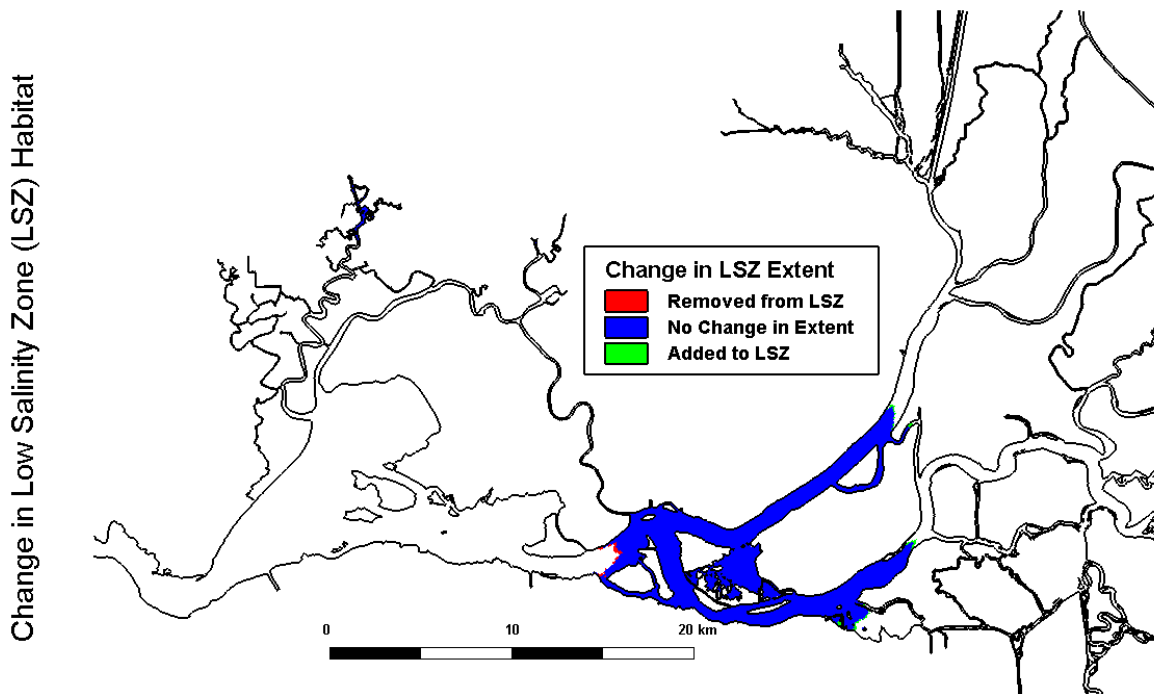 Change in Low Salinity Zone (LSZ) Habitat
Change in LSZ Extent
Removed from LSZ
No Change in Extent
Added to LSZ
0 10 20 km